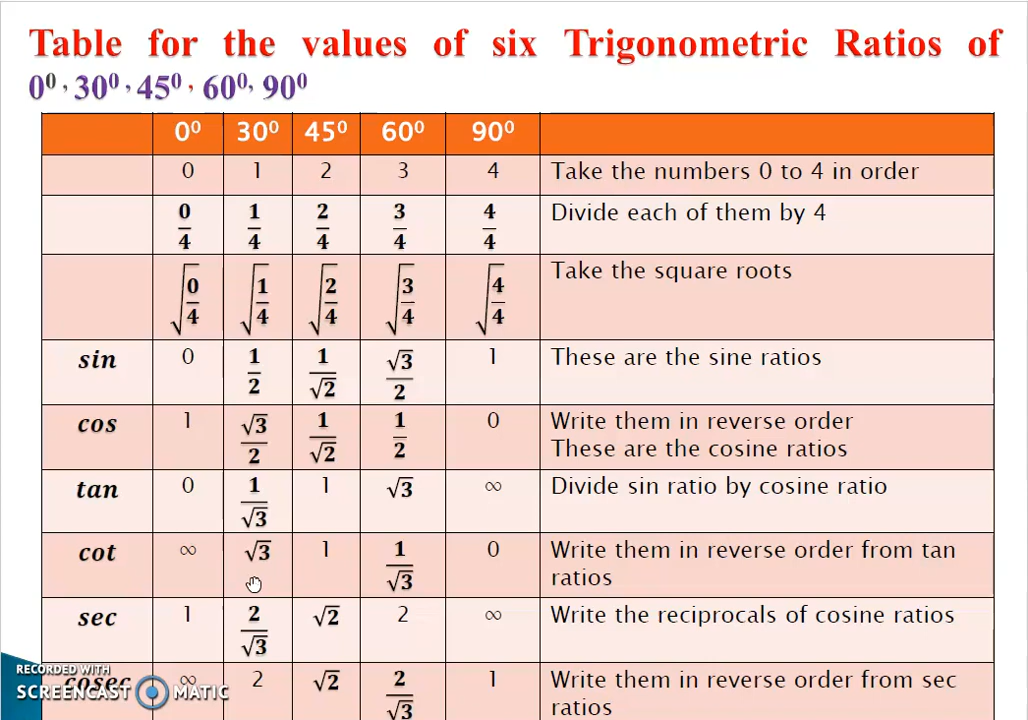 Table for the values of six Trigonometric Ratios of
0⁰, 30⁰, 45⁰, 60⁰, 90⁰
0⁰ 30⁰ 45⁰ 60⁰ 90⁰
0 1 2 3 4 Take the numbers 0 to 4 in order
0/4 1/4 2/4 3/4 4/4 Divide each of them by 4
√(0/4) √(1/4) √(2/4) √(3/4) √(4/4) Take the square roots
sin 0 1/2 1/√2 √3/2 1 These are the sine ratios
cos 1 √3/2 1/√2 1/2 0 Write them in reverse order
These are the cosine ratios
tan 0 1/√3 1 √3 ∞ Divide sin ratio by cosine ratio
cot ∞ √3 1 1/√3 0 Write them in reverse order from tan
ratios
sec 1 2/√3 √2 2 ∞ Write the reciprocals of cosine ratios
cosec ∞ 2 √2 2/√3 1 Write them in reverse order from sec
ratios
RECORDED WITH
SCREENCAST MATIC